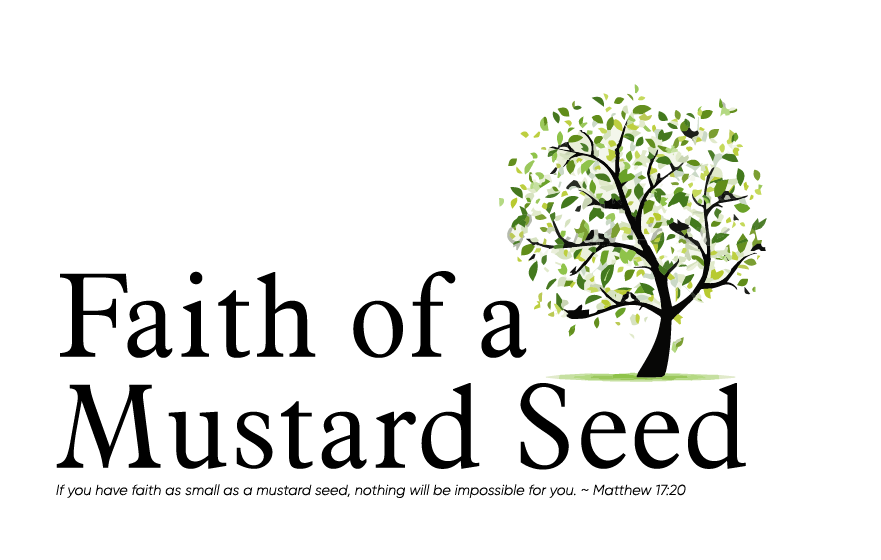 Faith of a
Mustard Seed
If you have faith as small as a mustard seed, nothing will be impossible for you. ~ Matthew 17:20